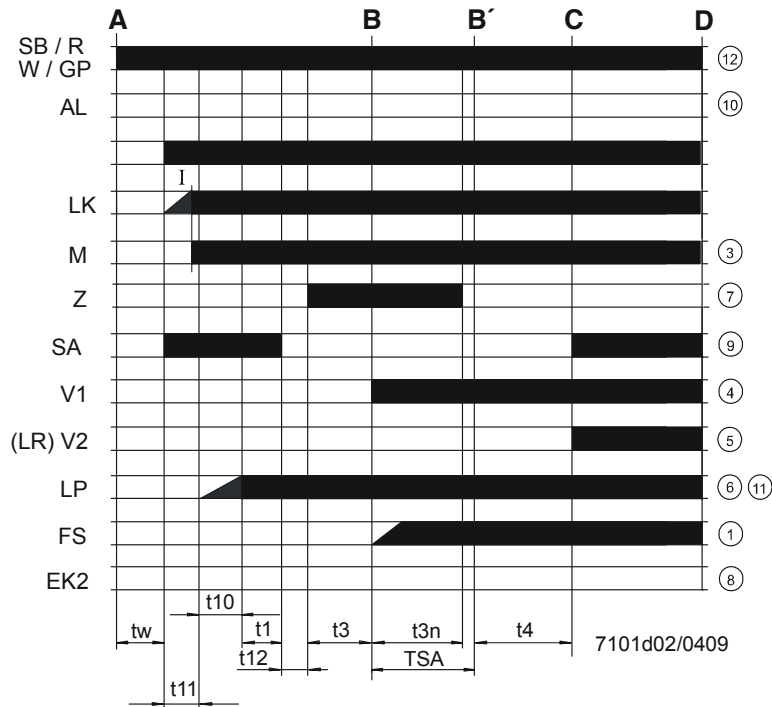 A B B´ C D
SB / R
W / GP 12
AL 10
I
LK
M 3
Z 7
SA 9
V1 4
(LR) V2 5
LP 6 11
FS 1
EK2 8
t10
tw t1 t3 t3n t4 7101d02/0409
t12 TSA
t11